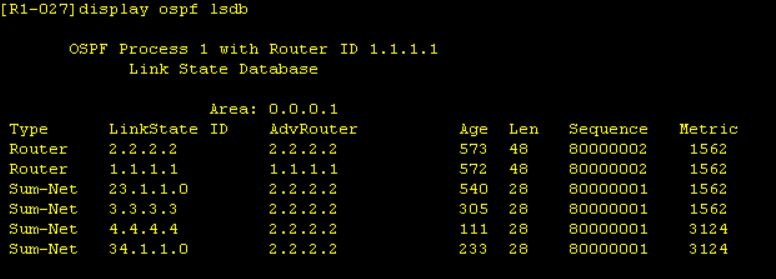 [R1-027]display ospf lsdb
OSPF Process 1 with Router ID 1.1.1.1
Link State Database
Area: 0.0.0.1
Type LinkState ID AdvRouter Age Len Sequence Metric
Router 2.2.2.2 2.2.2.2 573 48 80000002 1562
Router 1.1.1.1 1.1.1.1 572 48 80000002 1562
Sum-Net 23.1.1.0 2.2.2.2 540 28 80000001 1562
Sum-Net 3.3.3.3 2.2.2.2 305 28 80000001 1562
Sum-Net 4.4.4.4 2.2.2.2 111 28 80000001 3124
Sum-Net 34.1.1.0 2.2.2.2 233 28 80000001 3124